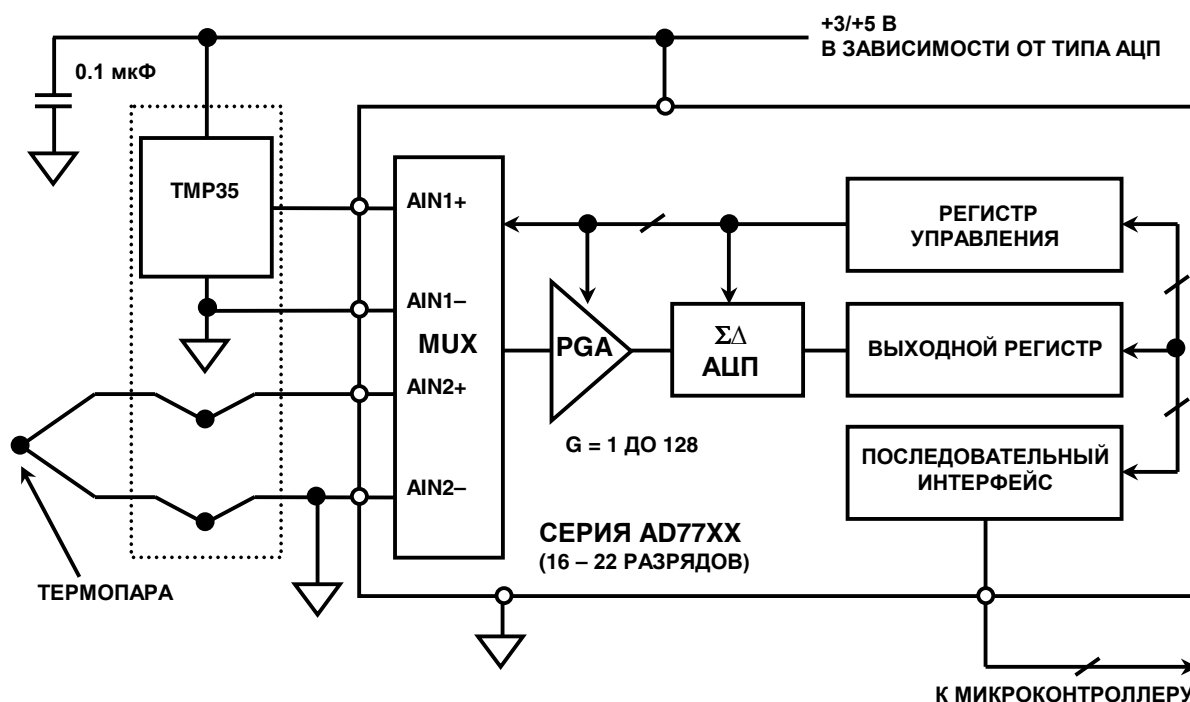 +3/+5 В
В ЗАВИСИМОСТИ ОТ ТИПА АЦП
0.1 мкФ
TMP35
AIN1+
AIN1–
MUX
AIN2+
AIN2–
PGA
G = 1 ДО 128
ΣΔ
АЦП
РЕГИСТР
УПРАВЛЕНИЯ
ВЫХОДНОЙ РЕГИСТР
ПОСЛЕДОВАТЕЛЬНЫЙ
ИНТЕРФЕЙС
СЕРИЯ AD77XX
(16 – 22 РАЗРЯДОВ)
ТЕРМОПАРА
К МИКРОКОНТРОЛЛЕРУ